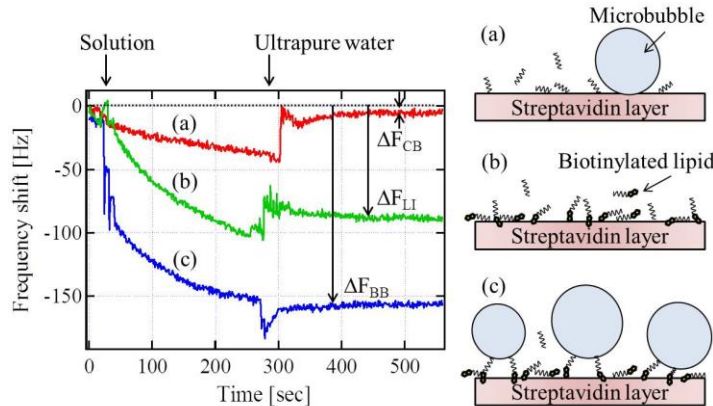 Solution
Ultrapure water
Frequency shift [Hz]
0
-50
-100
-150
(a)
(b)
(c)
ΔF_CB
ΔF_LI
ΔF_BB
0
100
200
300
400
500
Time [sec]
(a)
Microbubble
Streptavidin layer
(b)
Biotinylated lipid
Streptavidin layer
(c)
Streptavidin layer